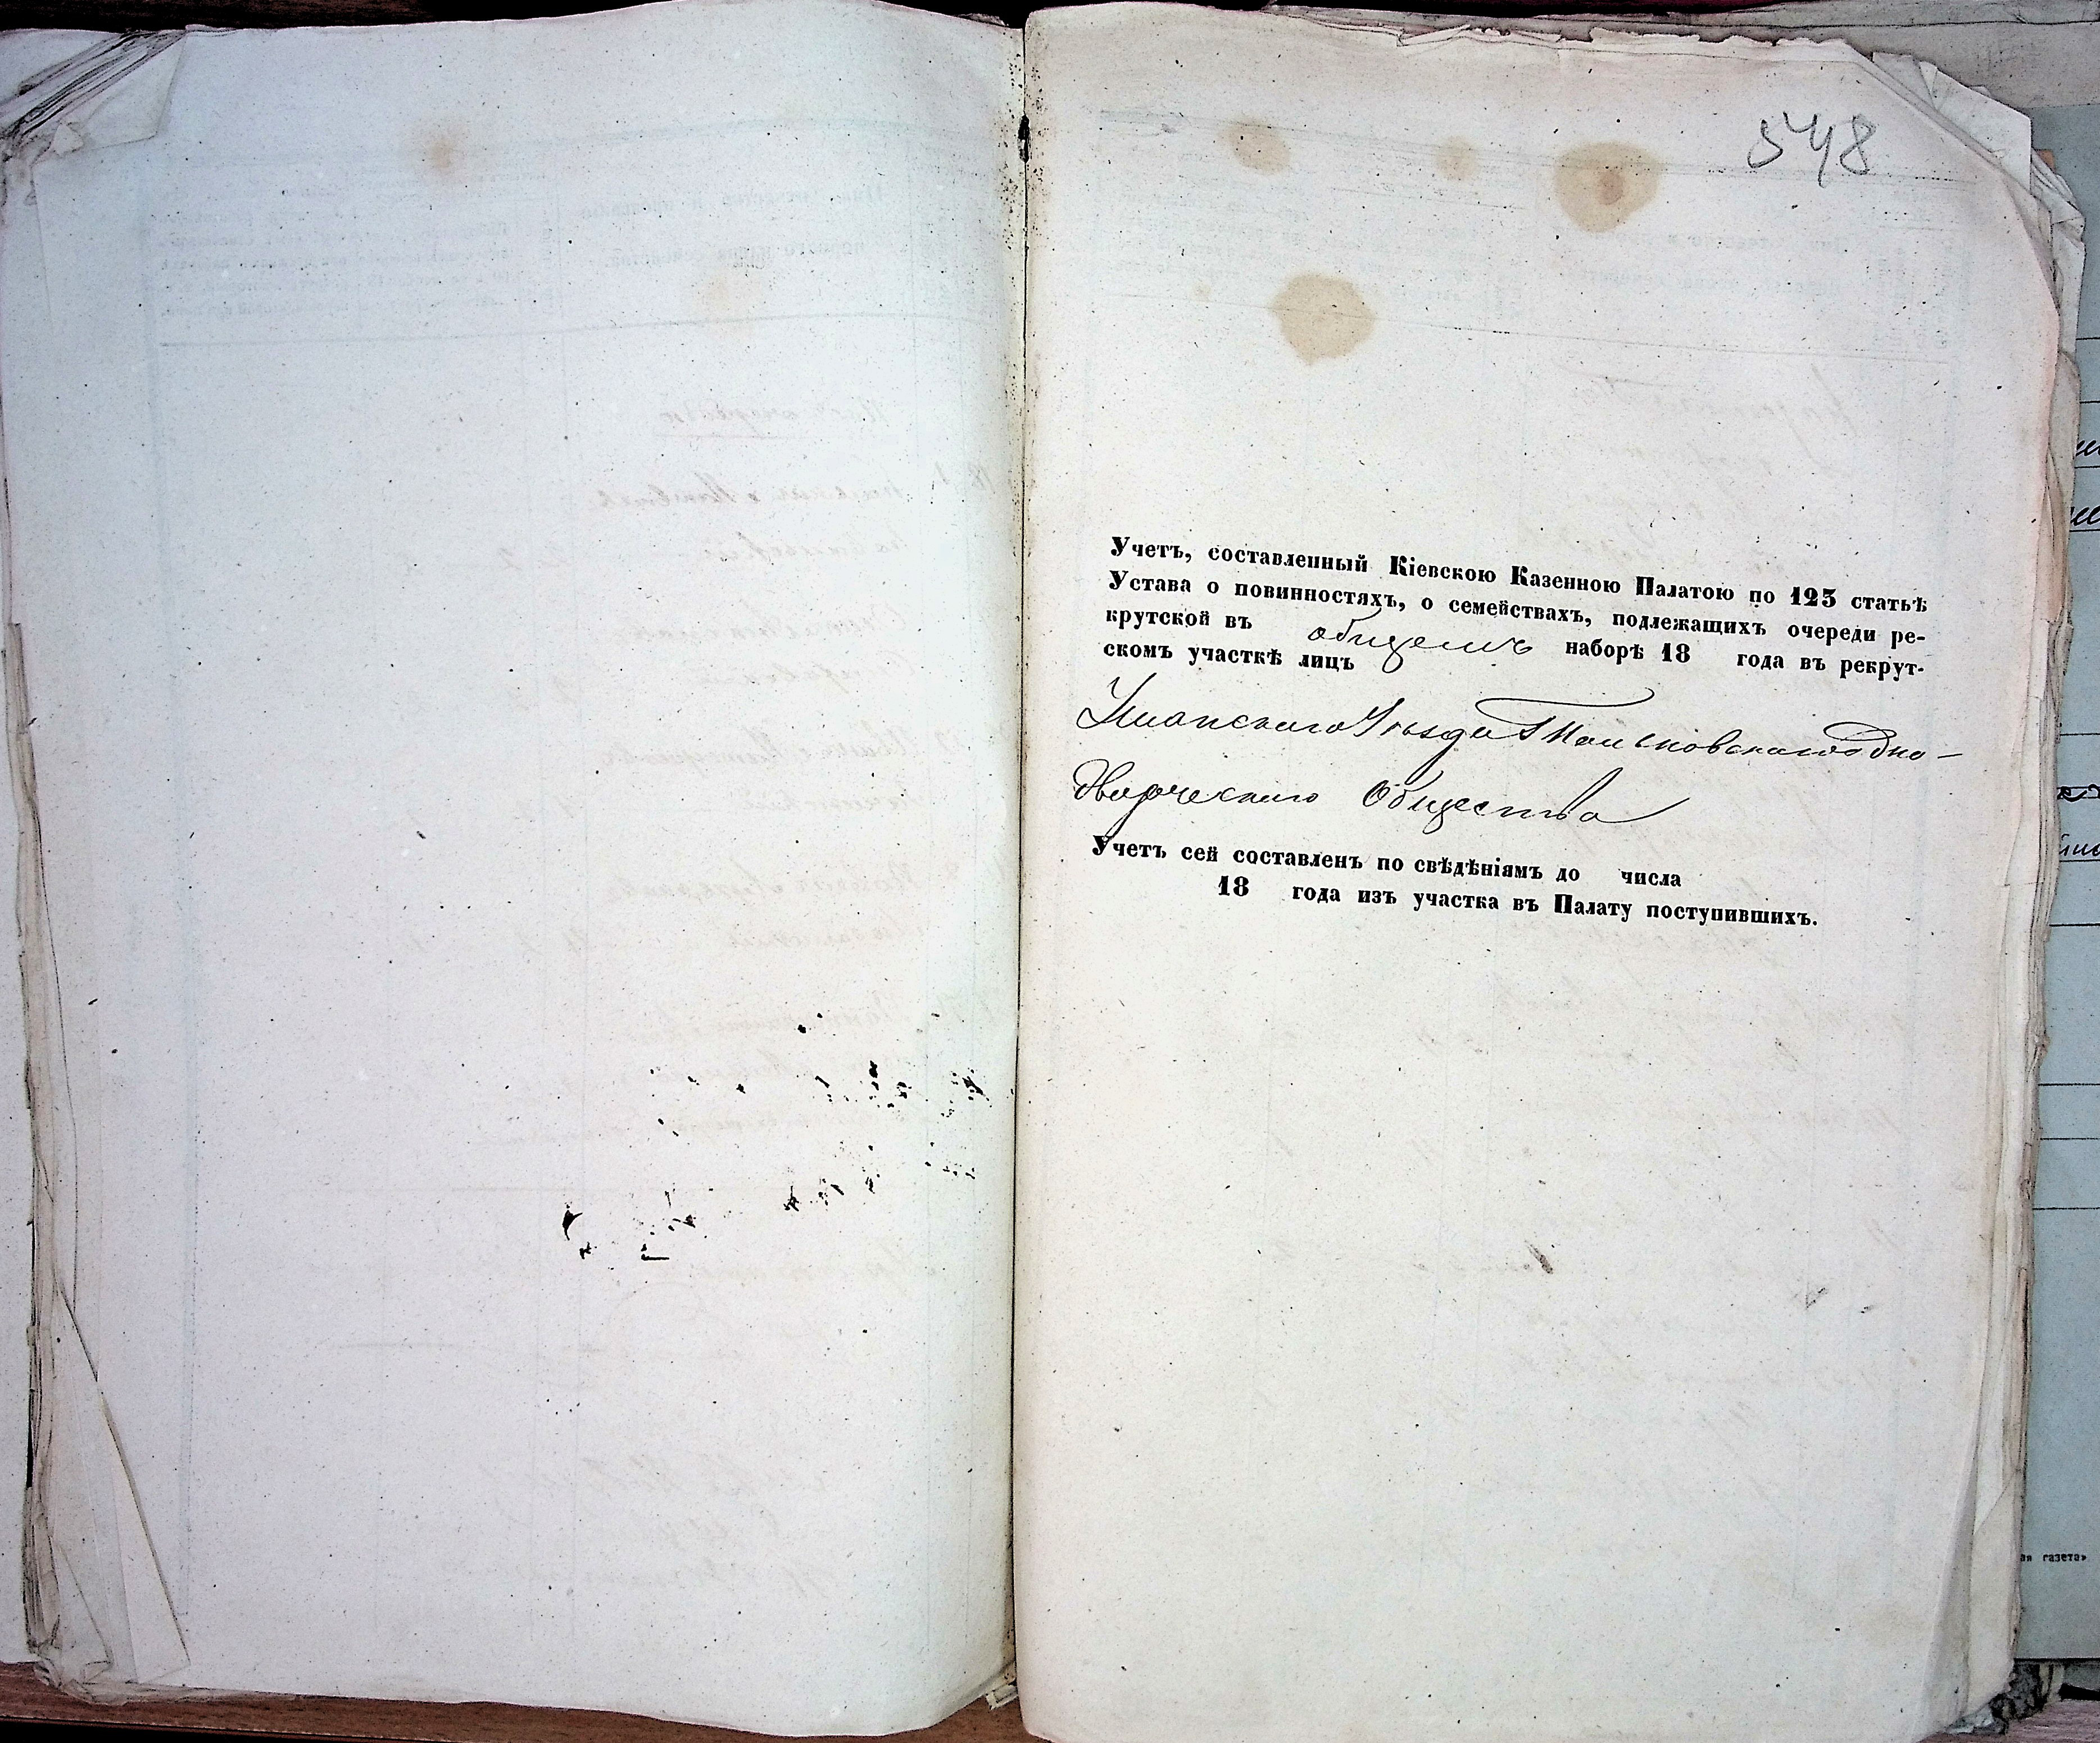 548
Учетъ, составленный Кіевскою Казенною Палатою по 123 статьѣ
Устава о повинностяхъ, о семействахъ, подлежащихъ очереди ре-
крутской въ общемъ наборѣ 18 года въ рекрут-
скомъ участкѣ лицъ
Уманскаго Уѣзда одно-
дворческаго Общества
Учетъ сей составленъ по свѣдѣніямъ до числа
18 года изъ участка въ Палату поступившихъ.
газета»